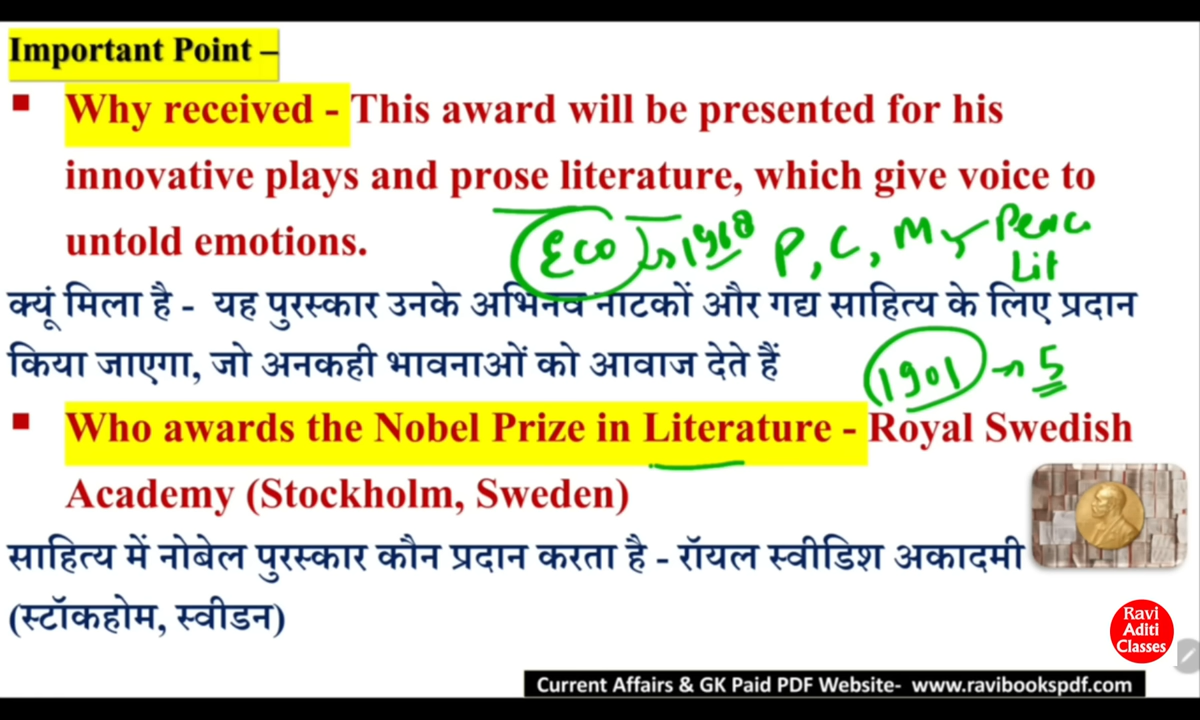 Important Point –
▪ Why received - This award will be presented for his
innovative plays and prose literature, which give voice to
untold emotions.
Eco → 1968 P, C, M, Peac
Lit
क्यूं मिला है - यह पुरस्कार उनके अभिनव नाटकों और गद्य साहित्य के लिए प्रदान
किया जाएगा, जो अनकही भावनाओं को आवाज देते हैं
1901 → 5
▪ Who awards the Nobel Prize in Literature - Royal Swedish
Academy (Stockholm, Sweden)
साहित्य में नोबेल पुरस्कार कौन प्रदान करता है - रॉयल स्वीडिश अकादमी
(स्टॉकहोम, स्वीडन)
Ravi
Aditi
Classes
Current Affairs & GK Paid PDF Website- www.ravibookspdf.com